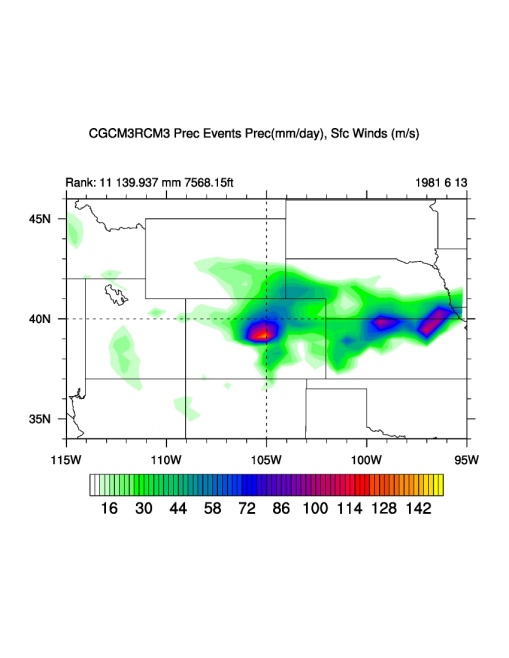 CGCM3RCM3 Prec Events Prec(mm/day), Sfc Winds (m/s)
Rank: 11 139.937 mm 7568.15ft 1981 6 13
45N
40N
35N
115W 110W 105W 100W 95W
16 30 44 58 72 86 100 114 128 142